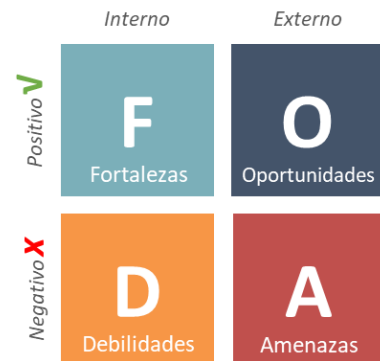 Interno
Externo
Positivo
F
Fortalezas
O
Oportunidades
Negativo
D
Debilidades
A
Amenazas